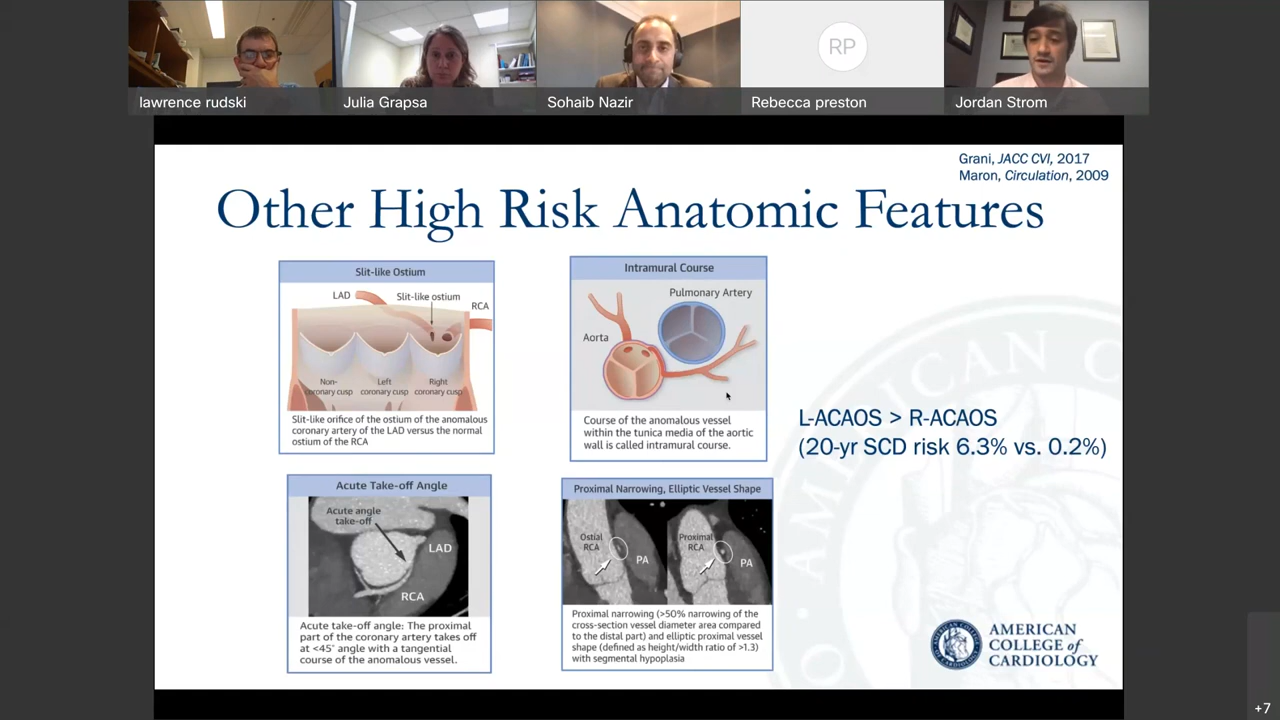 lawrence rudski
Julia Grapsa
Sohaib Nazir
RP
Rebecca preston
Jordan Strom
Grani, JACC CVI, 2017
Maron, Circulation, 2009
Other High Risk Anatomic Features
Slit-like Ostium
LAD
Slit-like ostium
RCA
Non-
coronary cusp
Left
coronary cusp
Right
coronary cusp
Slit-like orifice of the ostium of the anomalous
coronary artery of the LAD versus the normal
ostium of the RCA
Intramural Course
Pulmonary Artery
Aorta
Course of the anomalous vessel
within the tunica media of the aortic
wall is called intramural course.
L-ACAOS > R-ACAOS
(20-yr SCD risk 6.3% vs. 0.2%)
Acute Take-off Angle
Acute angle
take-off
LAD
RCA
Acute take-off angle: The proximal
part of the coronary artery takes off
at <45° angle with a tangential
course of the anomalous vessel.
Proximal Narrowing, Elliptic Vessel Shape
Ostial
RCA
PA
Proximal
RCA
PA
Proximal narrowing (>50% narrowing of the
cross-section vessel diameter area compared
to the distal part) and elliptic proximal vessel
shape (defined as height/width ratio of >1.3)
with segmental hypoplasia
AMERICAN
COLLEGE of
CARDIOLOGY
+7